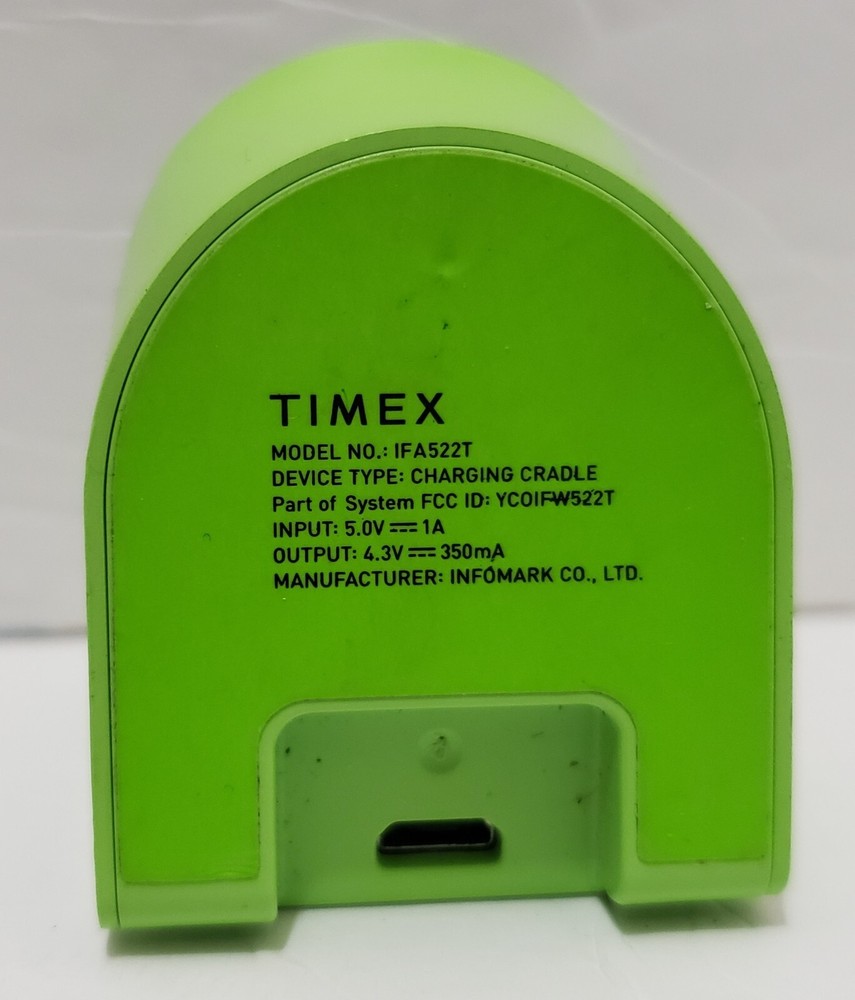 TIMEX
MODEL NO.: IFA522T
DEVICE TYPE: CHARGING CRADLE
Part of System FCC ID: YCOIFW522T
INPUT: 5.0V ⎓ 1A
OUTPUT: 4.3V ⎓ 350mA
MANUFACTURER: INFOMARK CO., LTD.